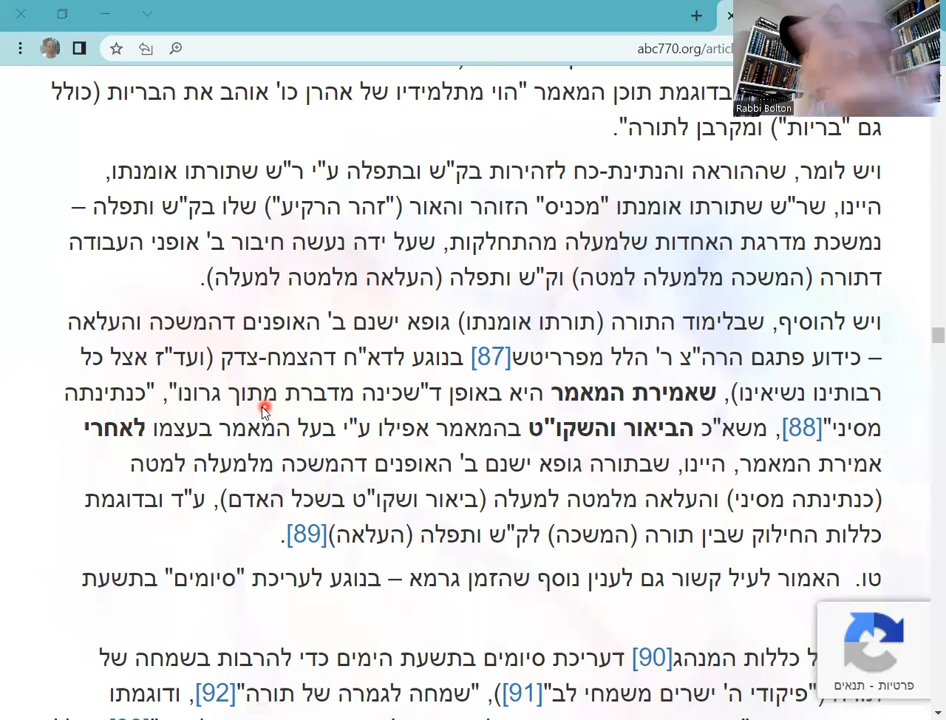 abc770.org/artic
Rabbi Bolton
בדוגמת תוכן המאמר "הוי מתלמידיו של אהרן כו' אוהב את הבריות (כולל
גם "בריות") ומקרבן לתורה".
ויש לומר, שההוראה והנתינת-כח לזהירות בק"ש ובתפלה ע"י ר"ש שתורתו אומנתו,
היינו, שר"ש שתורתו אומנתו "מכניס" הזוהר והאור ("זהר הרקיע") שלו בק"ש ותפלה –
נמשכת מדרגת האחדות שלמעלה מהתחלקות, שעל ידה נעשה חיבור ב' אופני העבודה
דתורה (המשכה מלמעלה למטה) וק"ש ותפלה (העלאה מלמטה למעלה).
ויש להוסיף, שבלימוד התורה (תורתו אומנתו) גופא ישנם ב' האופנים דהמשכה והעלאה
– כידוע פתגם הרה"צ ר' הלל מפרריטש[87] בנוגע לדא"ח דהצמח-צדק (ועד"ז אצל כל
רבותינו נשיאינו), שאמירת המאמר היא באופן ד"שכינה מדברת מתוך גרונו", "כנתינתה
מסיני"[88], משא"כ הביאור והשקו"ט בהמאמר אפילו ע"י בעל המאמר בעצמו לאחרי
אמירת המאמר, היינו, שבתורה גופא ישנם ב' האופנים דהמשכה מלמעלה למטה
(כנתינתה מסיני) והעלאה מלמטה למעלה (ביאור ושקו"ט בשכל האדם), ע"ד ובדוגמת
כללות החילוק שבין תורה (המשכה) לק"ש ותפלה (העלאה)[89].
טו. האמור לעיל קשור גם לענין נוסף שהזמן גרמא – בנוגע לעריכת "סיומים" בתשעת
ל כללות המנהג[90] דעריכת סיומים בתשעת הימים כדי להרבות בשמחה של
("פיקודי ה' ישרים משמחי לב"[91]), "שמחה לגמרה של תורה"[92], ודוגמתו
פרטיות - תנאים